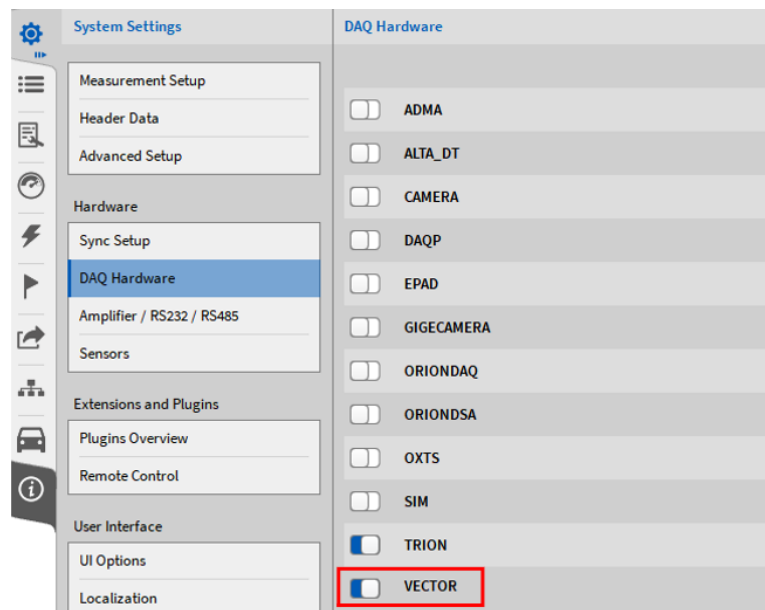 System Settings
Measurement Setup
Header Data
Advanced Setup
Hardware
Sync Setup
DAQ Hardware
Amplifier / RS232 / RS485
Sensors
Extensions and Plugins
Plugins Overview
Remote Control
User Interface
UI Options
Localization
DAQ Hardware
ADMA
ALTA_DT
CAMERA
DAQP
EPAD
GIGECAMERA
ORIONDAQ
ORIONDSA
OXTS
SIM
TRION
VECTOR